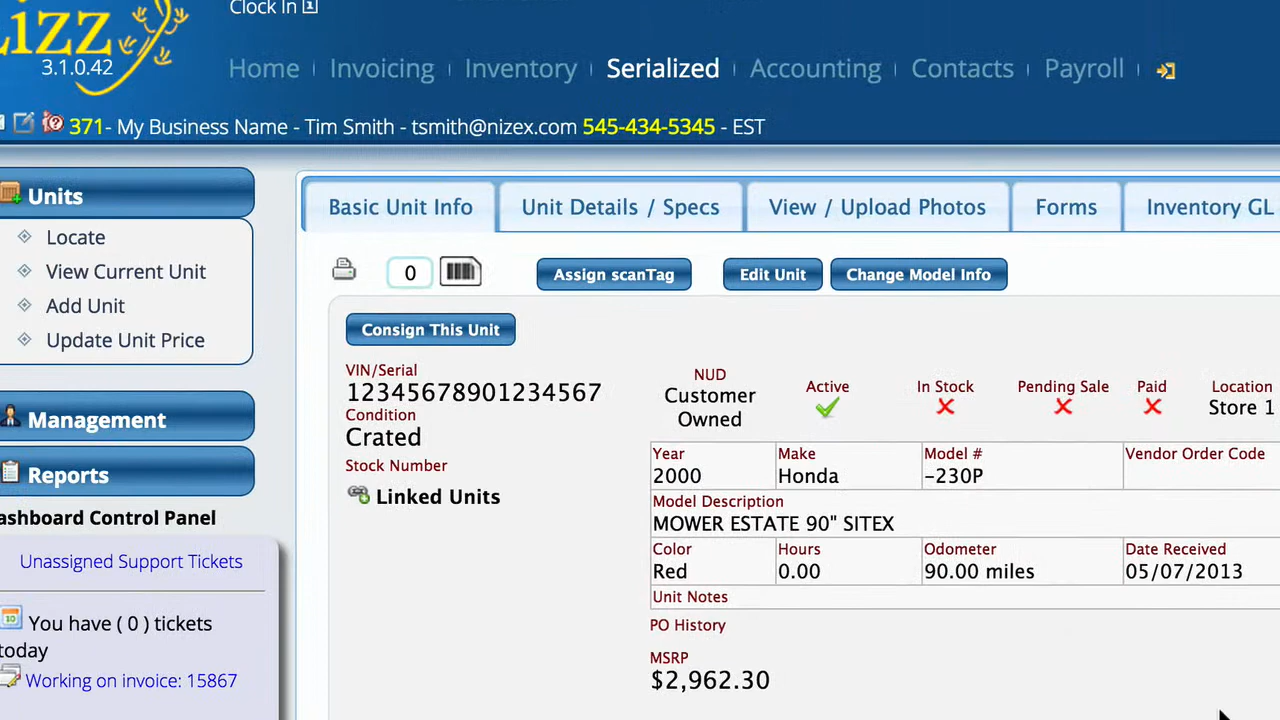 Clock In
Lizz
3.1.0.42
Home Invoicing Inventory Serialized Accounting Contacts Payroll
371- My Business Name - Tim Smith - tsmith@nizex.com 545-434-5345 - EST
Units
Locate
View Current Unit
Add Unit
Update Unit Price
Management
Reports
ashboard Control Panel
Unassigned Support Tickets
You have ( 0 ) tickets
today
Working on invoice: 15867
Basic Unit Info Unit Details / Specs View / Upload Photos Forms Inventory GL
0 Assign scanTag Edit Unit Change Model Info
Consign This Unit
VIN/Serial
12345678901234567
Condition
Crated
Stock Number
Linked Units
NUD
Customer
Owned
Active In Stock Pending Sale Paid Location
Store 1
Year Make Model # Vendor Order Code
2000 Honda -230P
Model Description
MOWER ESTATE 90" SITEX
Color Hours Odometer Date Received
Red 0.00 90.00 miles 05/07/2013
Unit Notes
PO History
MSRP
$2,962.30